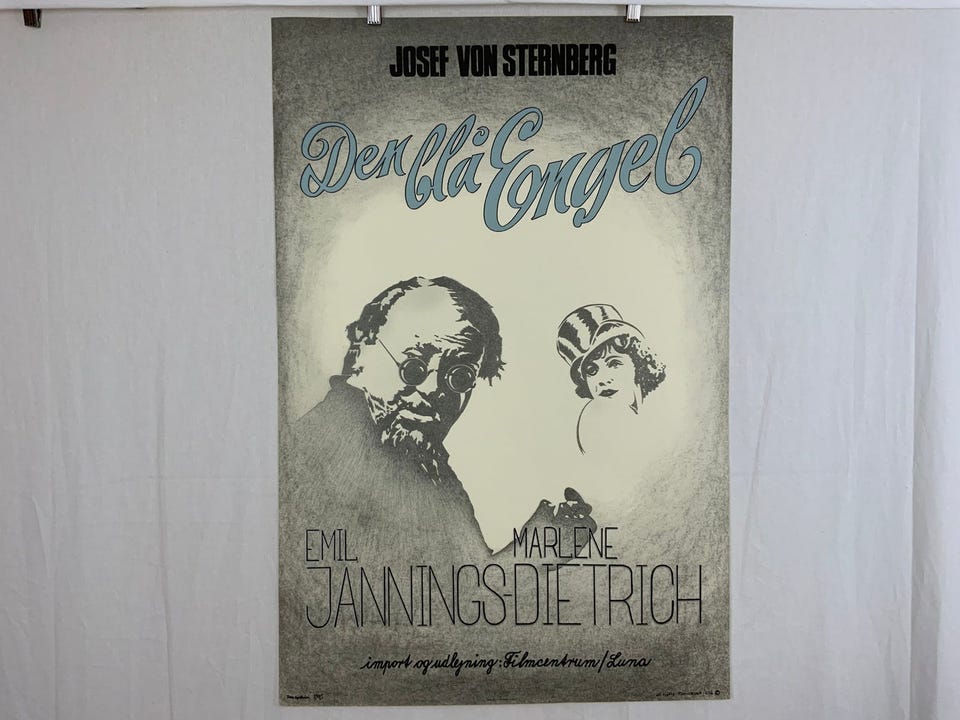 JOSEF VON STERNBERG
Den blå Engel
EMIL MARLENE
JANNINGS-DIETRICH
import og udlejning: Filmcentrum/Luna